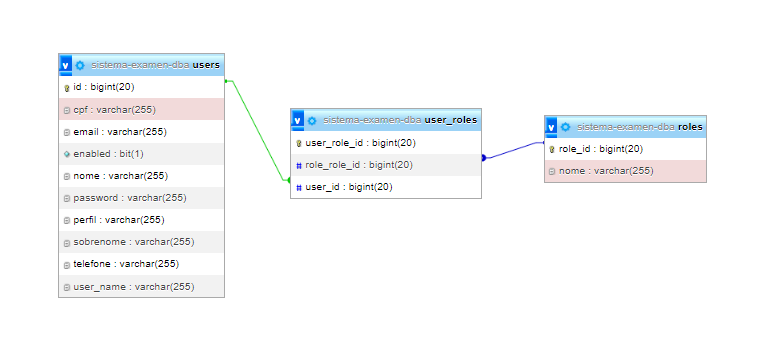 v sistema-examen-dba users
id : bigint(20)
cpf : varchar(255)
email : varchar(255)
enabled : bit(1)
nome : varchar(255)
password : varchar(255)
perfil : varchar(255)
sobrenome : varchar(255)
telefone : varchar(255)
user_name : varchar(255)
v sistema-examen-dba user_roles
user_role_id : bigint(20)
# role_role_id : bigint(20)
# user_id : bigint(20)
v sistema-examen-dba roles
role_id : bigint(20)
nome : varchar(255)